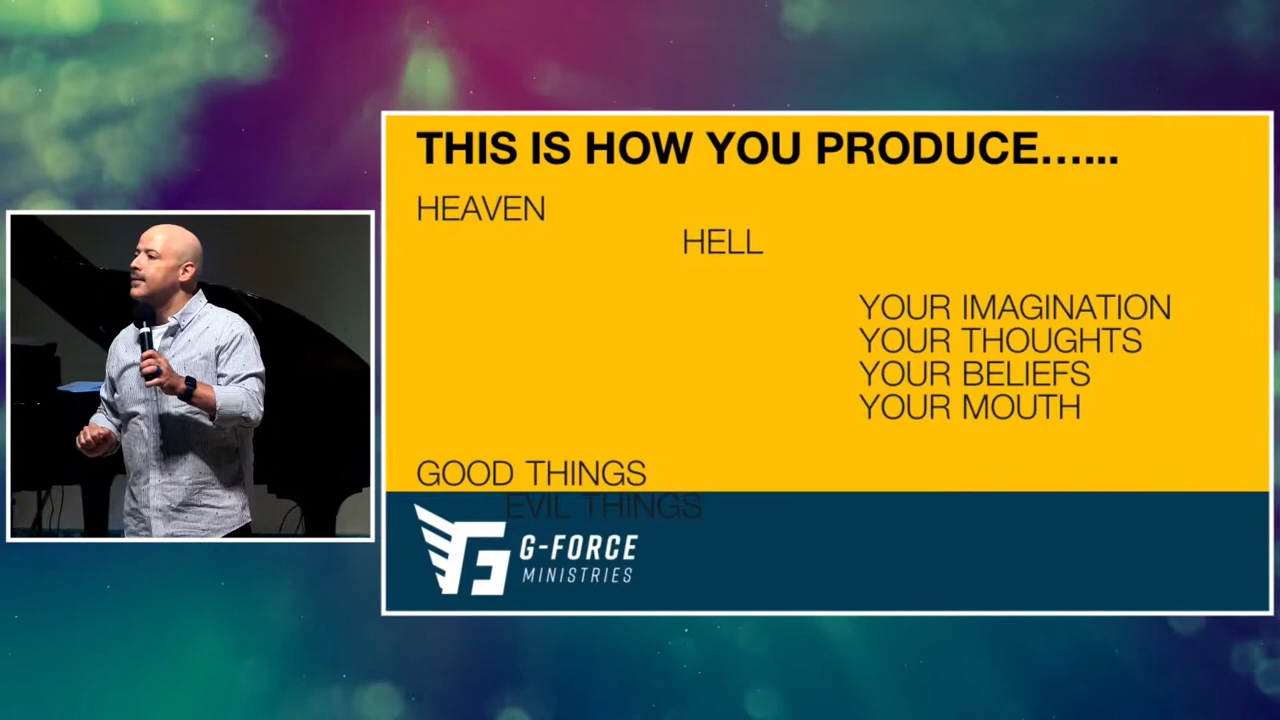 THIS IS HOW YOU PRODUCE…...
HEAVEN
HELL
YOUR IMAGINATION
YOUR THOUGHTS
YOUR BELIEFS
YOUR MOUTH
GOOD THINGS
EVIL THINGS
G-FORCE
MINISTRIES